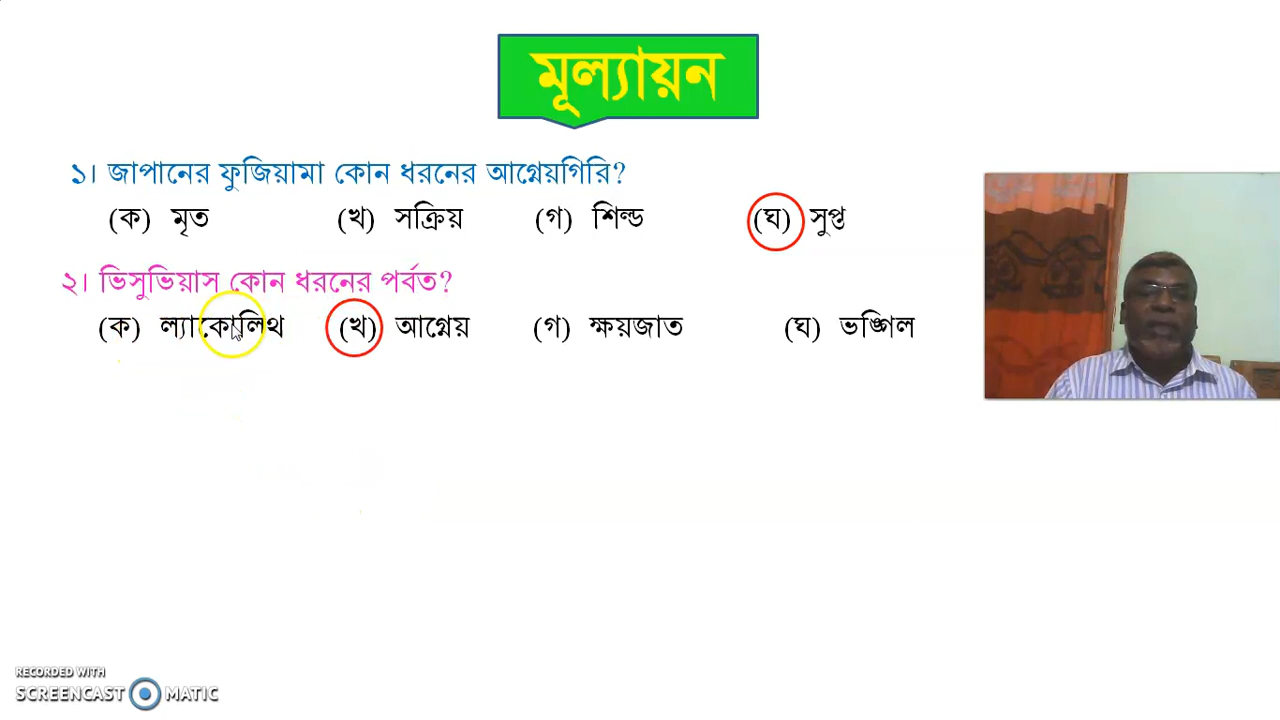 মূল্যায়ন
১। জাপানের ফুজিয়ামা কোন ধরনের আগ্নেয়গিরি?
(ক) মৃত (খ) সক্রিয় (গ) শিল্ড (ঘ) সুপ্ত
২। ভিসুভিয়াস কোন ধরনের পর্বত?
(ক) ল্যাকোলিথ (খ) আগ্নেয় (গ) ক্ষয়জাত (ঘ) ভঙ্গিল
RECORDED WITH
SCREENCAST MATIC